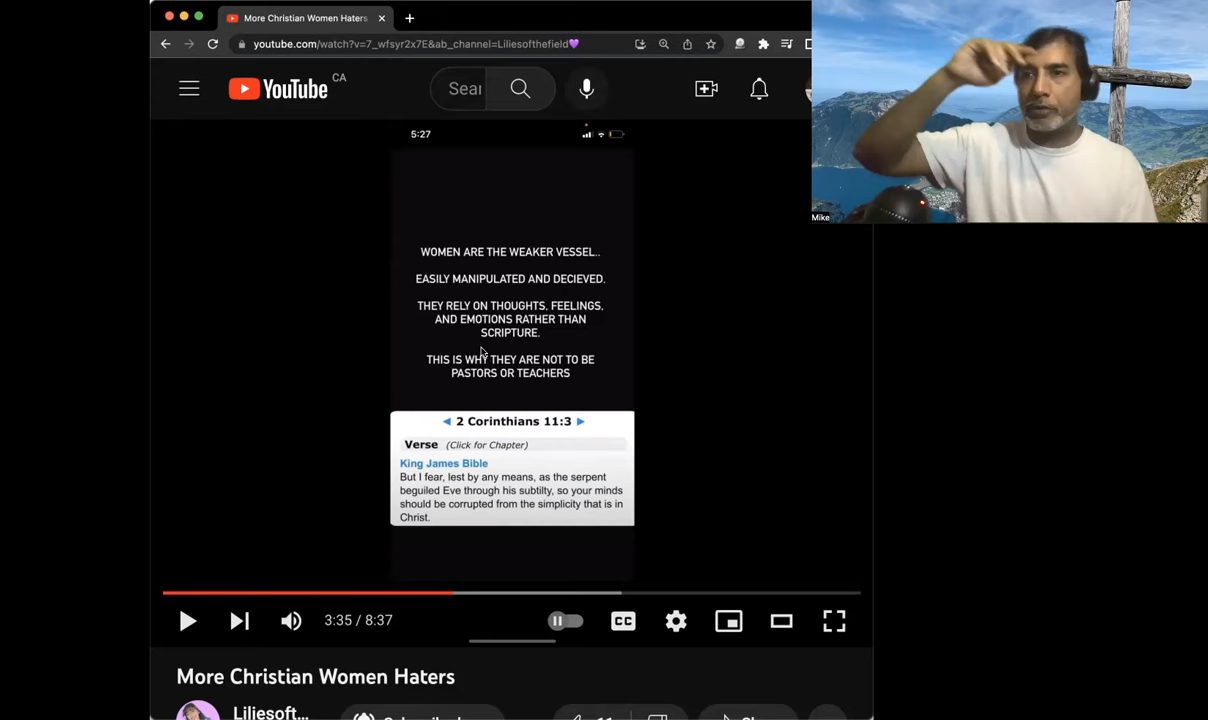 More Christian Women Haters
youtube.com/watch?v=7_wfsyr2x7E&ab_channel=Liliesofthefield💜
YouTube CA
Sear
Mike
5:27
WOMEN ARE THE WEAKER VESSEL..
EASILY MANIPULATED AND DECIEVED.
THEY RELY ON THOUGHTS, FEELINGS,
AND EMOTIONS RATHER THAN
SCRIPTURE.
THIS IS WHY THEY ARE NOT TO BE
PASTORS OR TEACHERS
2 Corinthians 11:3
Verse (Click for Chapter)
King James Bible
But I fear, lest by any means, as the serpent
beguiled Eve through his subtilty, so your minds
should be corrupted from the simplicity that is in
Christ.
3:35 / 8:37
CC
More Christian Women Haters
Liliesoft...